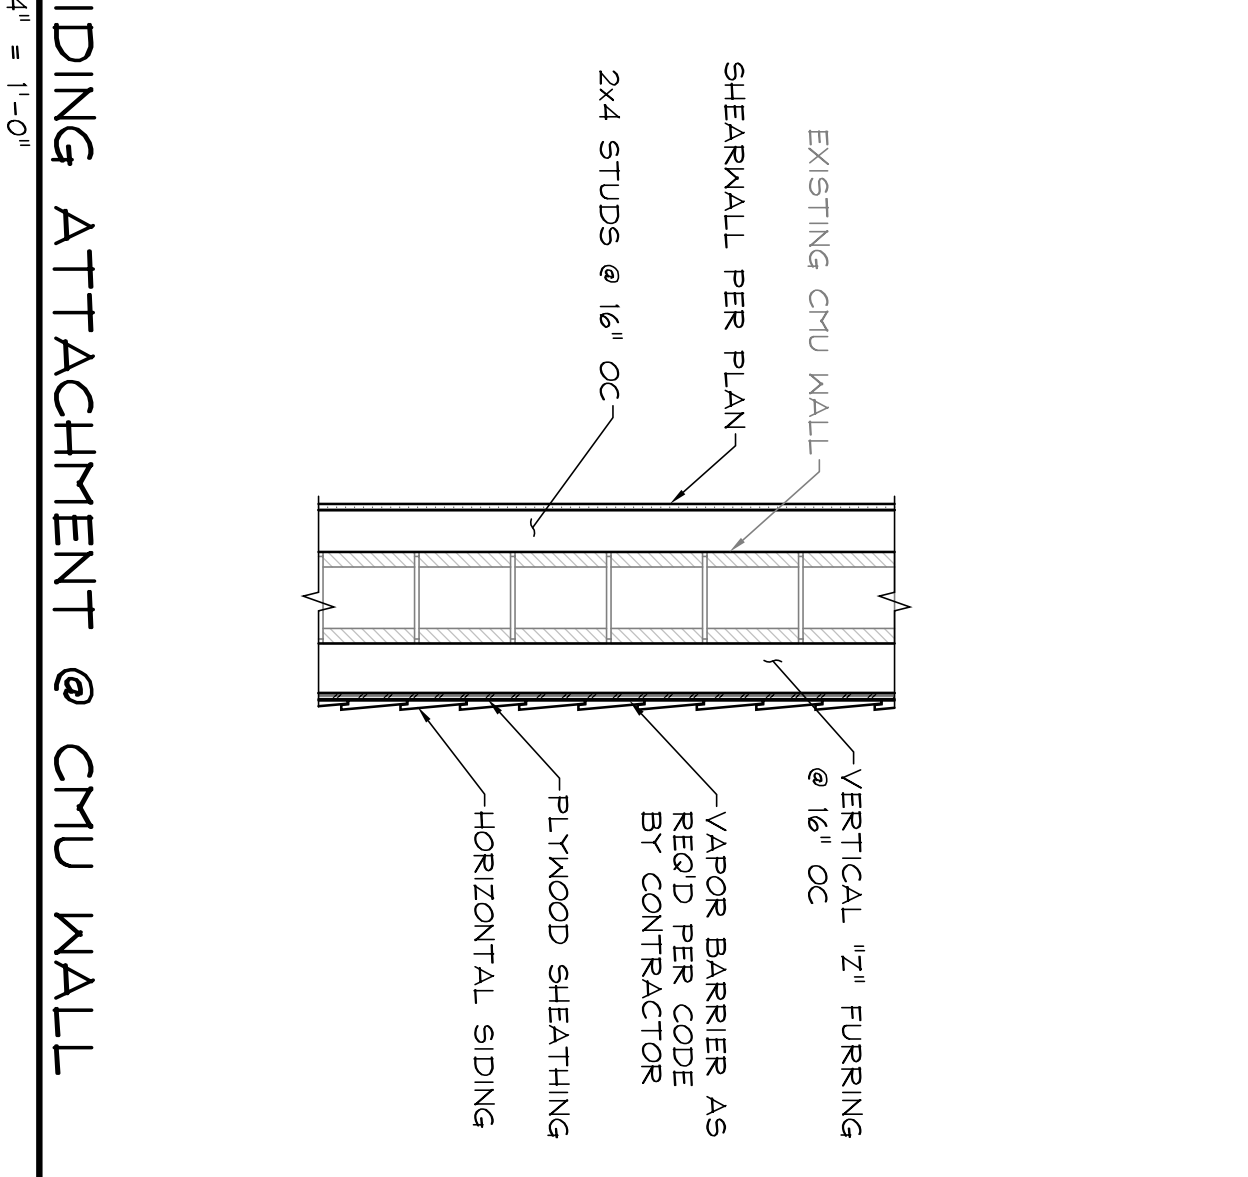 EXISTING CMU WALL
SHEARWALL PER PLAN
2x4 STUDS @ 16" OC
VERTICAL "Z" FURRING
@ 16" OC
VAPOR BARRIER AS
REQ'D PER CODE
BY CONTRACTOR
PLYWOOD SHEATHING
HORIZONTAL SIDING
IDING ATTACHMENT @ CMU WALL
4" = 1'-0"